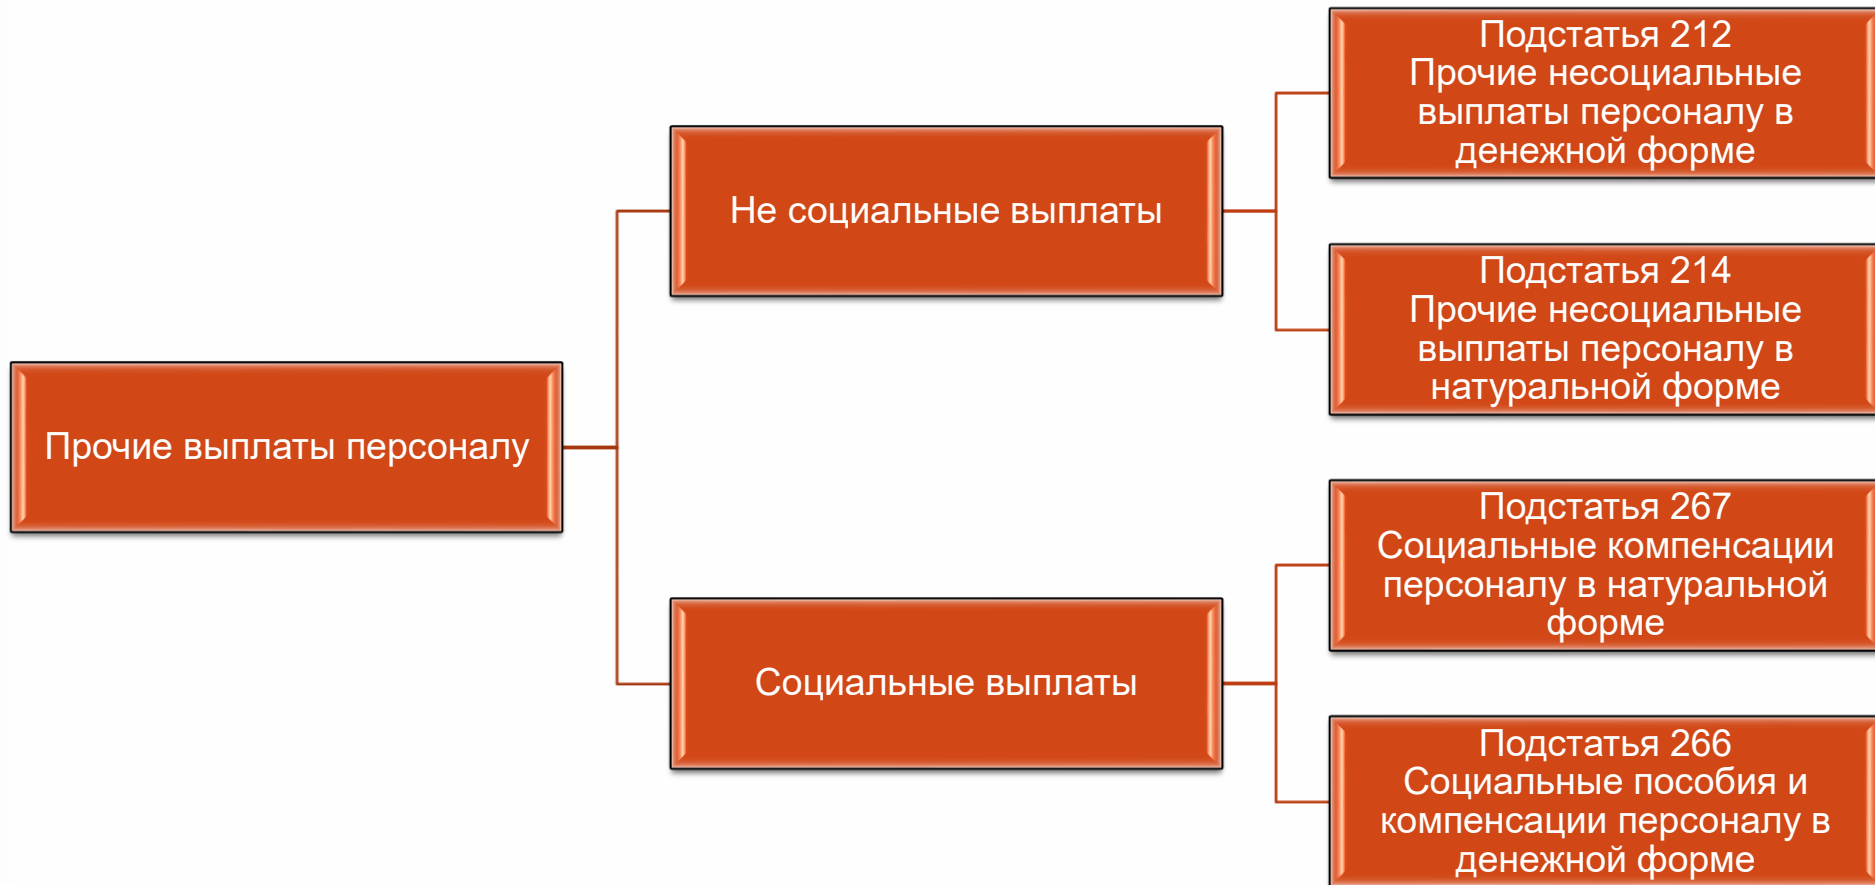 Прочие выплаты персоналу
Не социальные выплаты
Подстатья 212
Прочие несоциальные
выплаты персоналу в
денежной форме
Подстатья 214
Прочие несоциальные
выплаты персоналу в
натуральной форме
Социальные выплаты
Подстатья 267
Социальные компенсации
персоналу в натуральной
форме
Подстатья 266
Социальные пособия и
компенсации персоналу в
денежной форме